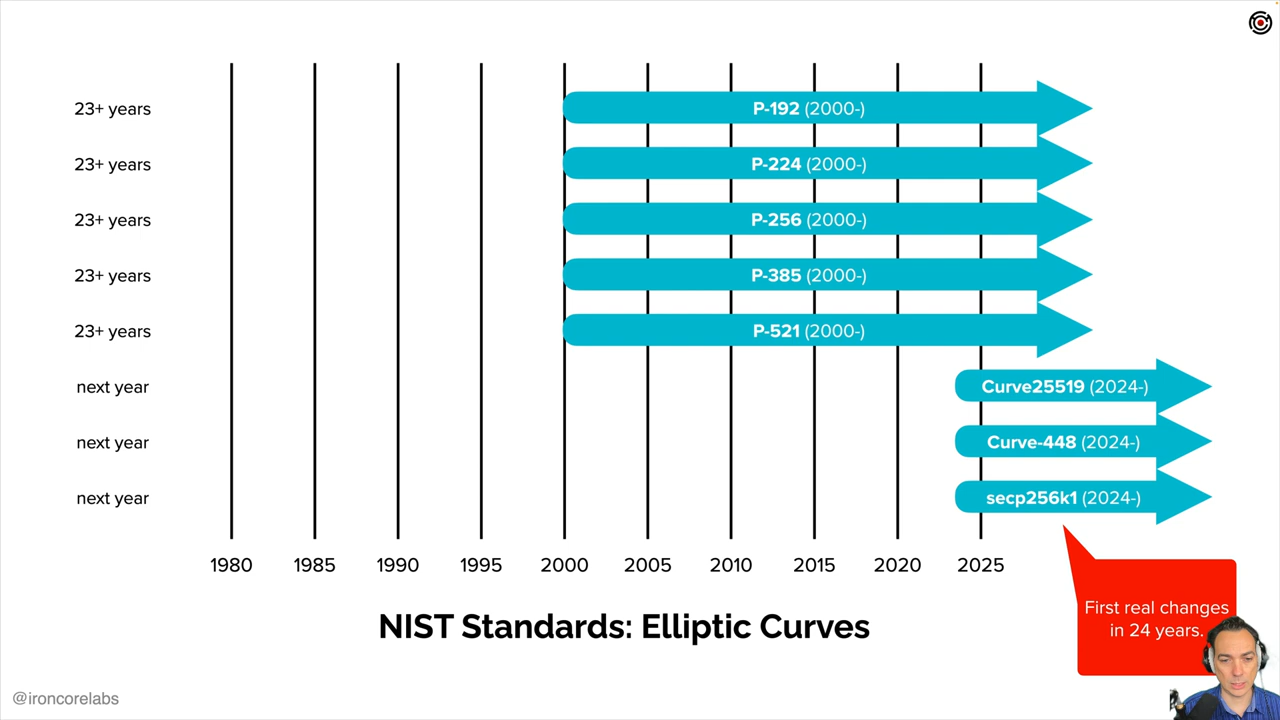 23+ years
P-192 (2000-)
23+ years
P-224 (2000-)
23+ years
P-256 (2000-)
23+ years
P-385 (2000-)
23+ years
P-521 (2000-)
next year
Curve25519 (2024-)
next year
Curve-448 (2024-)
next year
secp256k1 (2024-)
1980 1985 1990 1995 2000 2005 2010 2015 2020 2025
First real changes
in 24 years.
NIST Standards: Elliptic Curves
@ironcorelabs